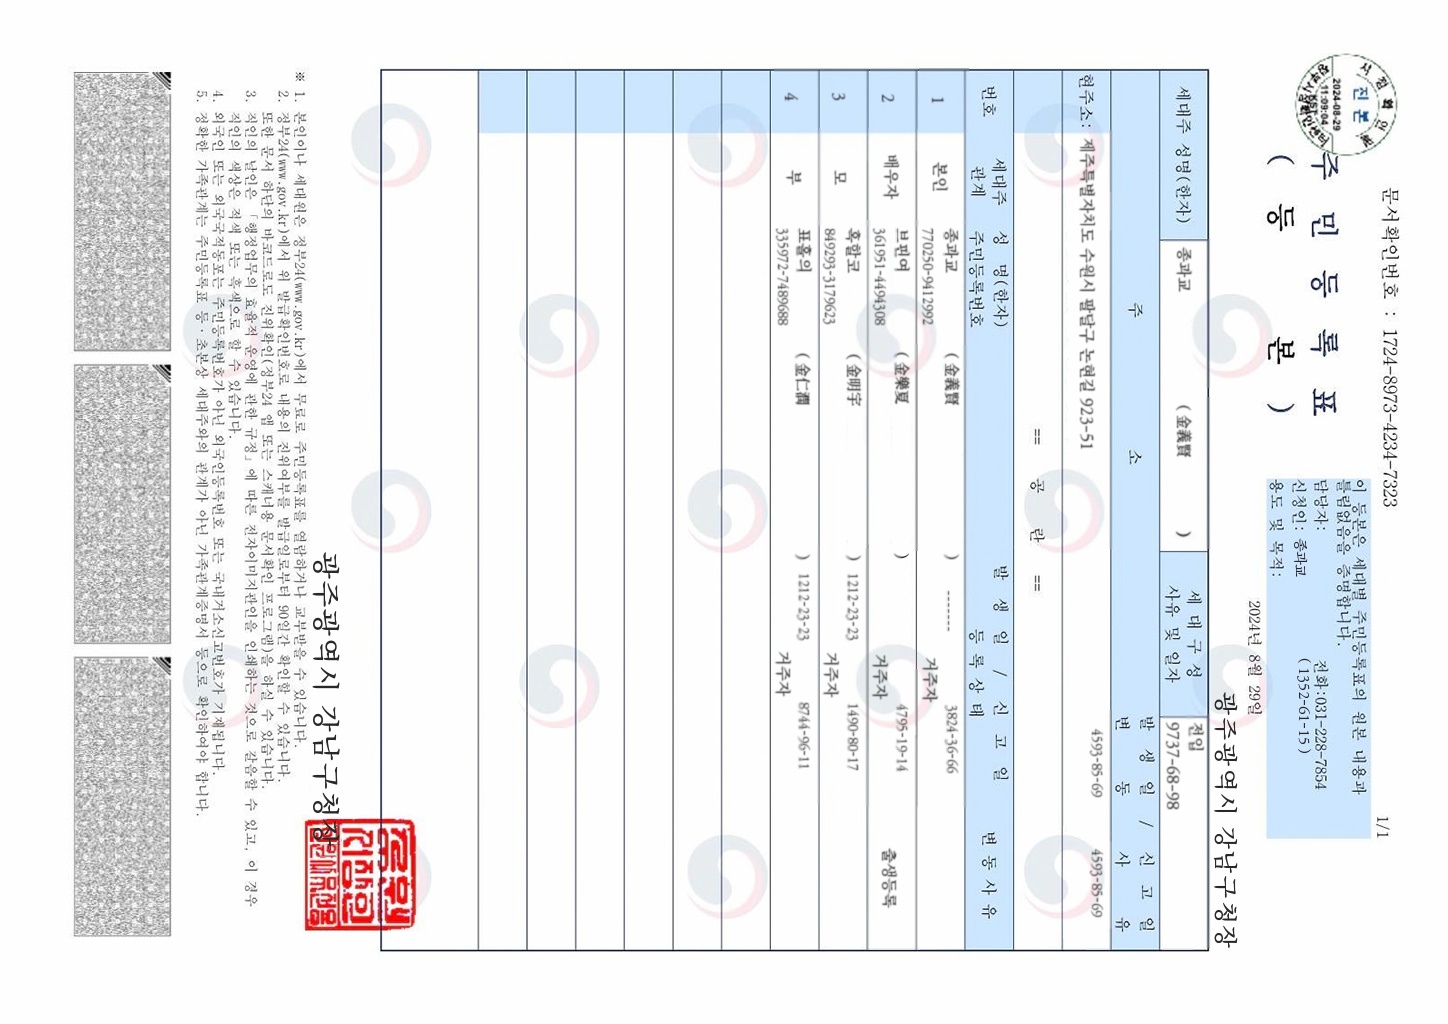 문서확인번호 : 1724-8973-4234-7323
1/1
주 민 등 록 표
( 등 본 )
이 등본은 세대별 주민등록표의 원본 내용과
틀림없음을 증명합니다.
담당자: 전화:031-228-7854
신청인: 종과교 (1352-61-15)
용도 및 목적:
2024년 8월 29일
진본
2024-08-29
11:09:04
광주광역시 강남구청장
세대주 성명(한자) 종과교 ( 金義賢 ) 세 대 구 성 사유 및 일자 전입
9737-68-98
주 소 발 생 일 / 신 고 일
변 동 사 유
현주소: 제주특별자치도 수원시 팔달구 논현길 923-51 4593-85-69 4593-85-69
== 공 란 ==
번호 세대주 관계 성 명(한자) 주민등록번호 발 생 일 / 신 고 일 등 록 상 태 변 동 사 유
1 본인 종과교 ( 金義賢 ) ------- 3824-36-66
770250-9412992 거주자
2 배우자 브핀여 ( 金樂夏 ) 4795-19-14 출생등록
361951-4494308 거주자
3 모 혹할코 ( 金明宇 ) 1212-23-23 1490-80-17
849293-3179623 거주자
4 부 표흘의 ( 金仁潤 ) 1212-23-23 8744-96-11
335972-7489688 거주자
광주광역시 강남구청장
※ 1. 본인이나 세대원은 정부24(www.gov.kr)에서 무료로 주민등록표를 열람하거나 교부받을 수 있습니다.
2. 정부24(www.gov.kr)에서 위 발급확인번호로 내용의 진위여부를 발급일로부터 90일간 확인할 수 있습니다.
또한 문서 하단의 바코드로도 진위확인(정부24 앱 또는 스캐너용 문서확인 프로그램)을 하실 수 있습니다.
3. 직인의 날인은 「행정업무의 효율적 운영에 관한 규정」에 따른 전자이미지관인을 인쇄하는 것으로 갈음할 수 있고, 이 경우
직인의 색상은 적색 또는 흑색으로 할 수 있습니다.
4. 외국인 또는 외국국적동포는 주민등록번호가 아닌 외국인등록번호 또는 국내거소신고번호가 기재됩니다.
5. 정확한 가족관계는 주민등록표 등·초본상 세대주와의 관계가 아닌 가족관계증명서 등으로 확인하여야 합니다.